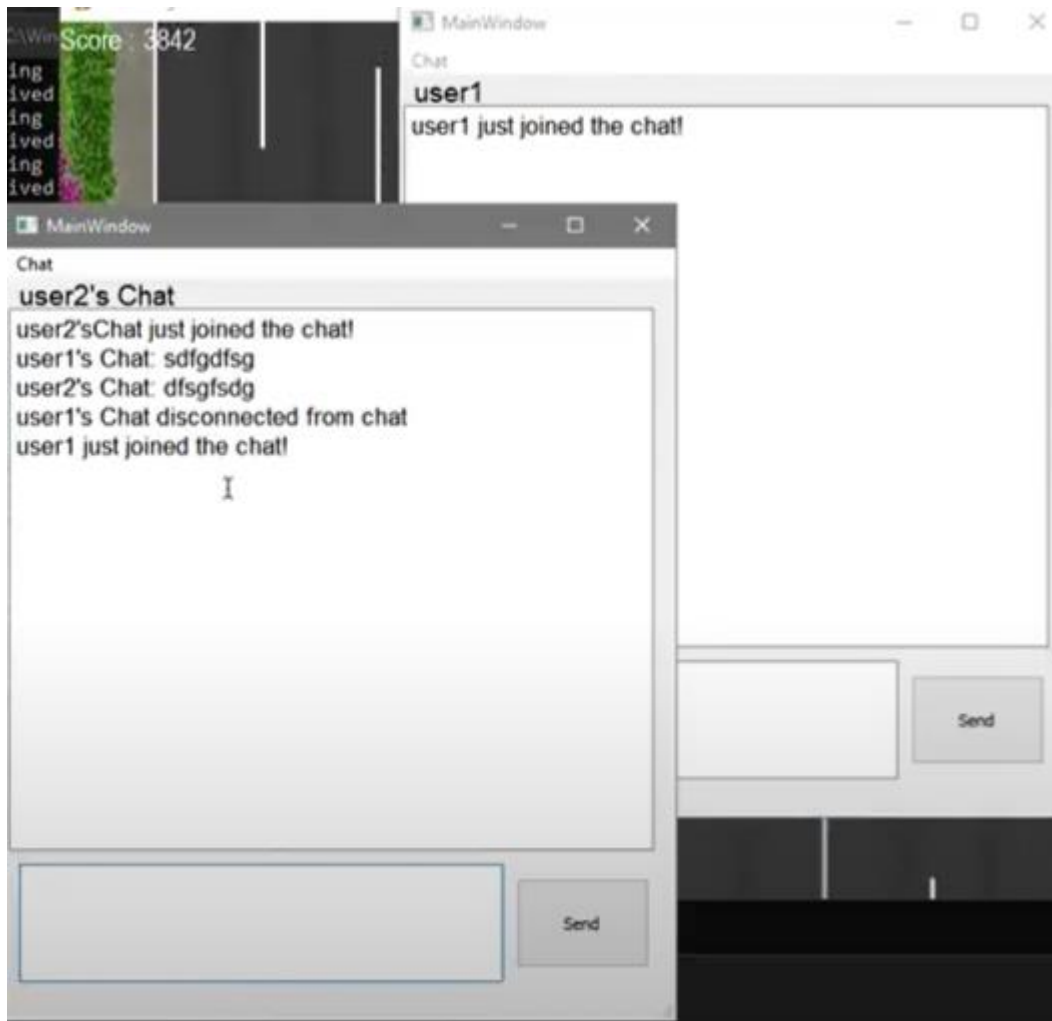 Score : 3842
ing
ived
ing
ived
ing
ived
MainWindow
Chat
user1
user1 just joined the chat!
Send
MainWindow
Chat
user2's Chat
user2'sChat just joined the chat!
user1's Chat: sdfgdfsg
user2's Chat: dfsgfsdg
user1's Chat disconnected from chat
user1 just joined the chat!
Send